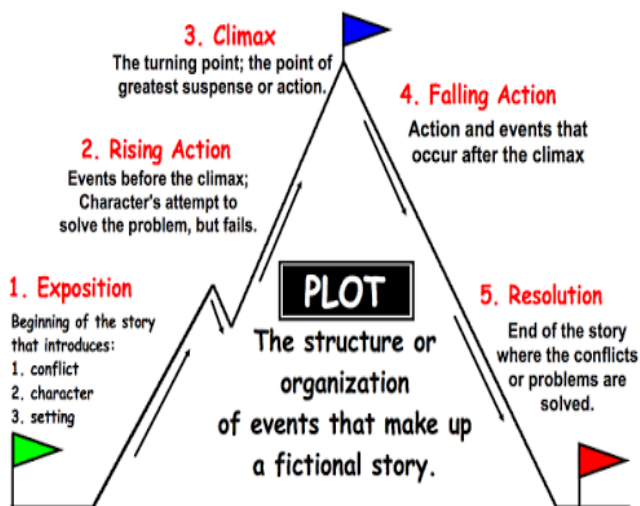 3. Climax
The turning point; the point of
greatest suspense or action.
4. Falling Action
Action and events that
occur after the climax
2. Rising Action
Events before the climax;
Character's attempt to
solve the problem, but fails.
1. Exposition
Beginning of the story
that introduces:
1. conflict
2. character
3. setting
PLOT
The structure or
organization
of events that make up
a fictional story.
5. Resolution
End of the story
where the conflicts
or problems are
solved.